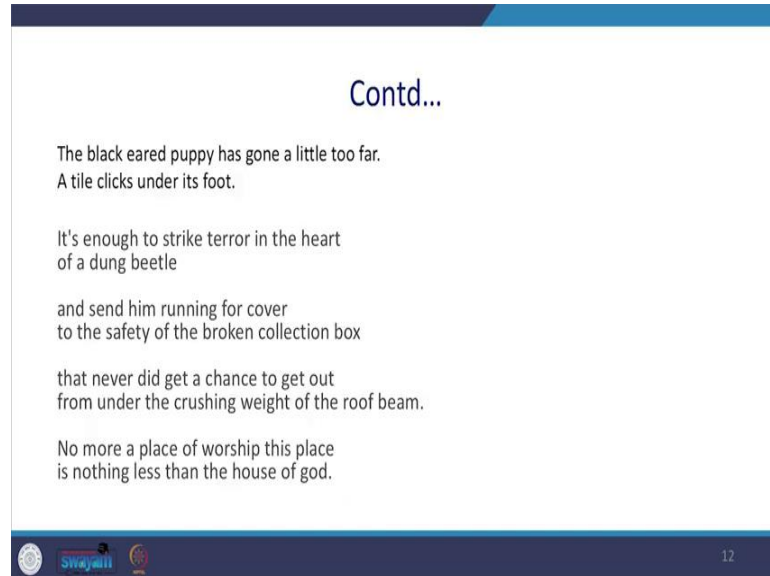 Contd...
The black eared puppy has gone a little too far.
A tile clicks under its foot.
It's enough to strike terror in the heart
of a dung beetle
and send him running for cover
to the safety of the broken collection box
that never did get a chance to get out
from under the crushing weight of the roof beam.
No more a place of worship this place
is nothing less than the house of god.
swayam
12